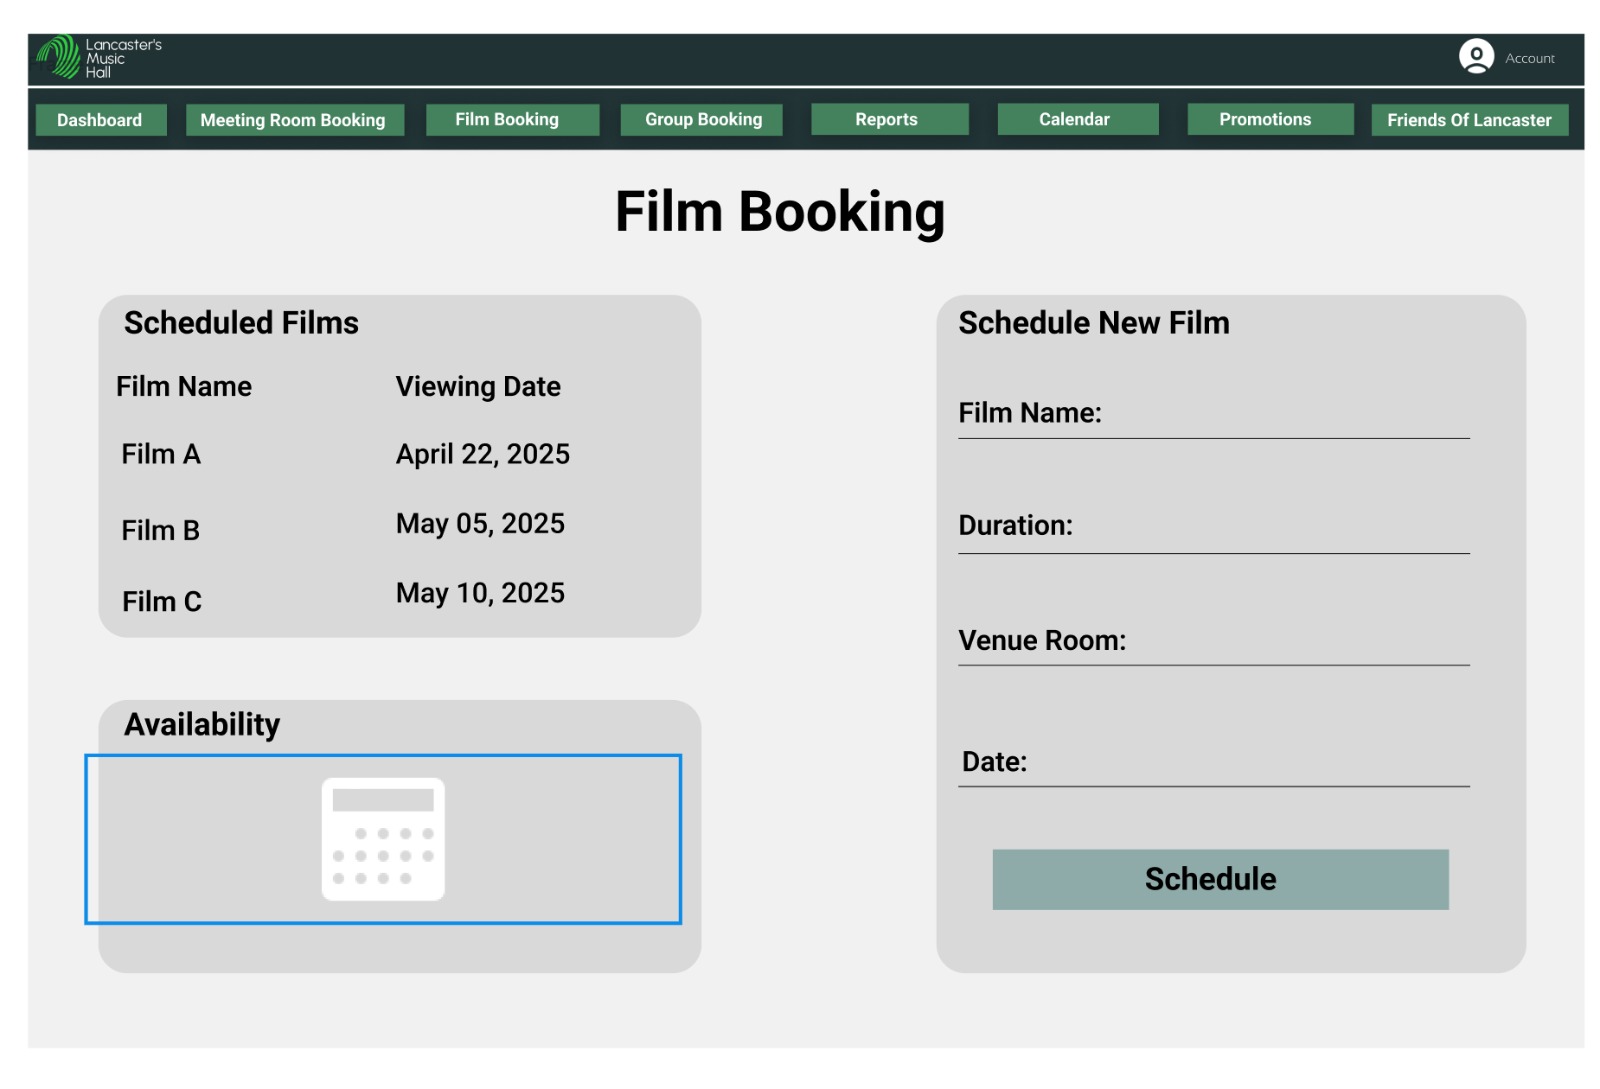 Lancaster's
Music
Hall
Account
Dashboard
Meeting Room Booking
Film Booking
Group Booking
Reports
Calendar
Promotions
Friends Of Lancaster
Film Booking
Scheduled Films
Film Name
Viewing Date
Film A
April 22, 2025
Film B
May 05, 2025
Film C
May 10, 2025
Availability
Schedule New Film
Film Name:
Duration:
Venue Room:
Date:
Schedule